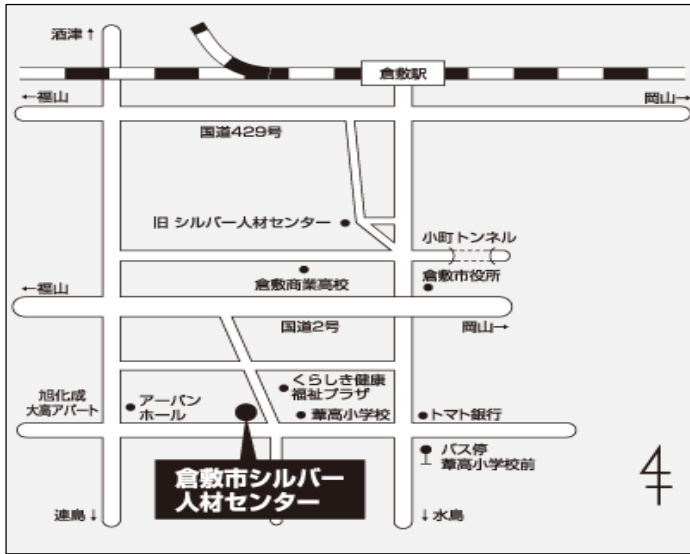 酒津↑
倉敷駅
←福山
岡山→
国道429号
旧 シルバー人材センター
小町トンネル
倉敷商業高校
倉敷市役所
←福山
国道2号
岡山→
くらしき健康
福祉プラザ
旭化成
大高アパート
アーバン
ホール
葦高小学校
トマト銀行
倉敷市シルバー
人材センター
バス停
葦高小学校前
連島↓
↓水島